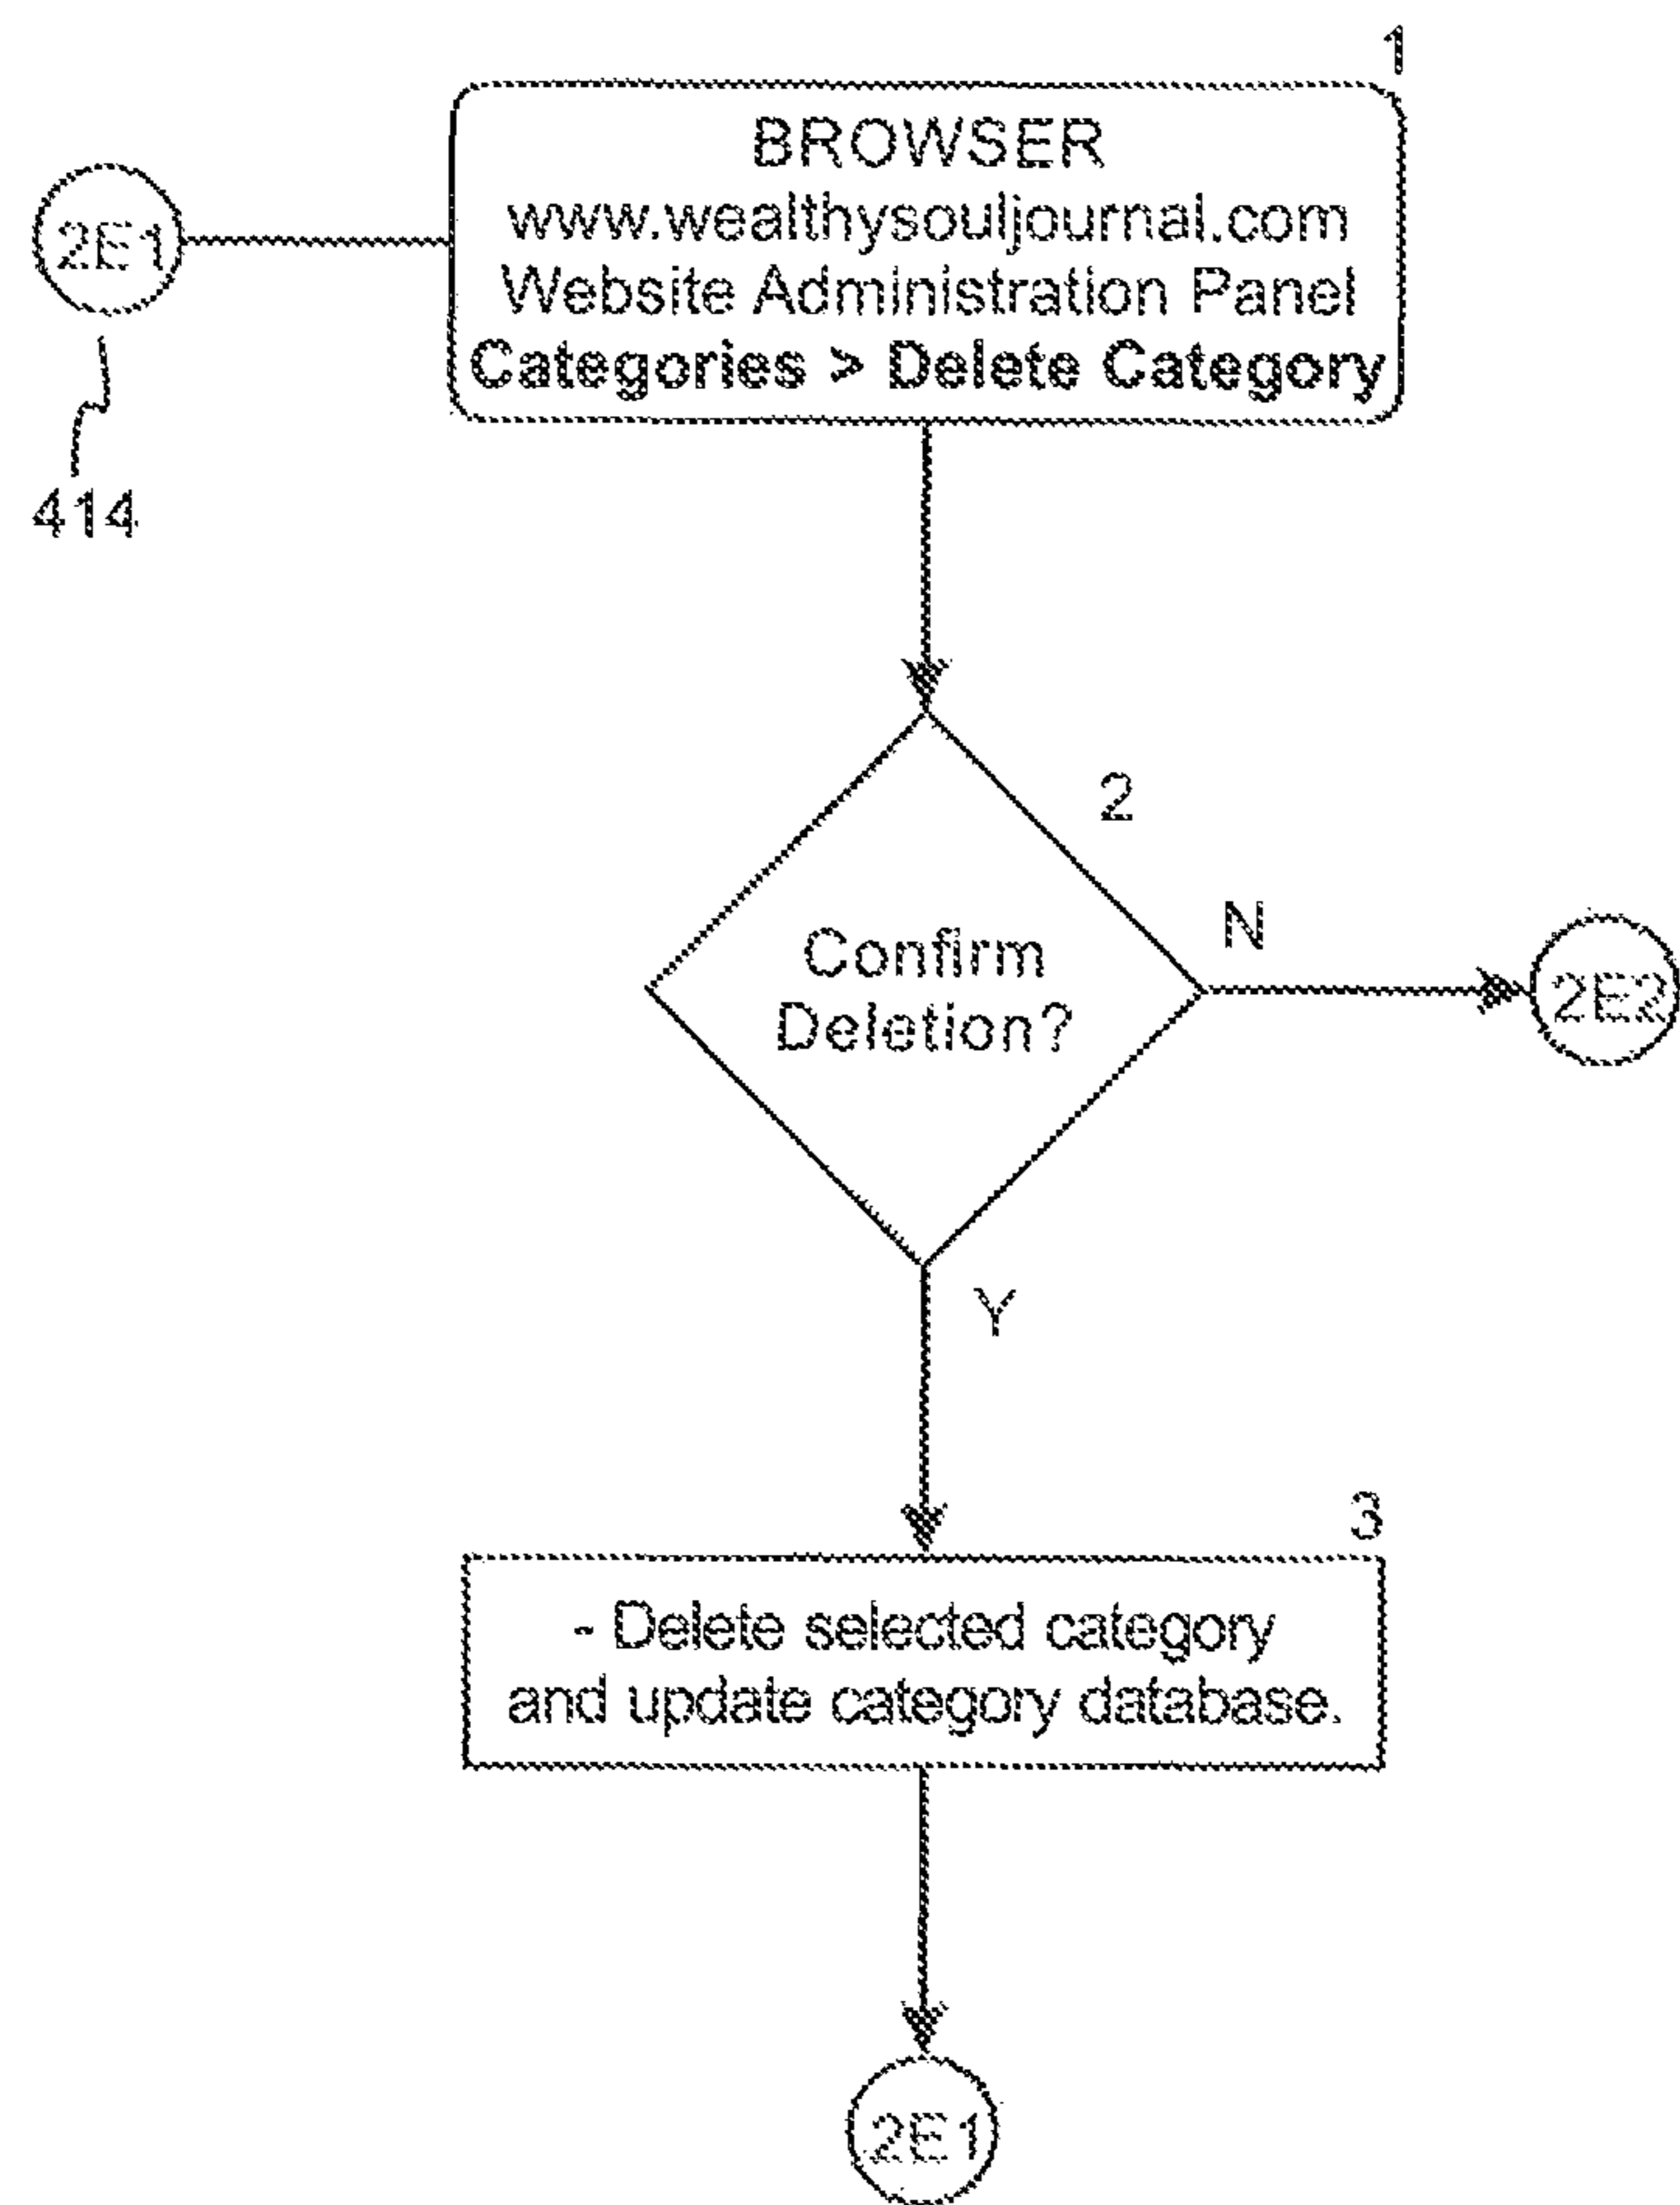 1
BROWSER
www.wealthysouljournal.com
Website Administration Panel
Categories > Delete Category
2E1
414
2
Confirm
Deletion?
N
2E2
Y
3
- Delete selected category
and update category database.
2E1